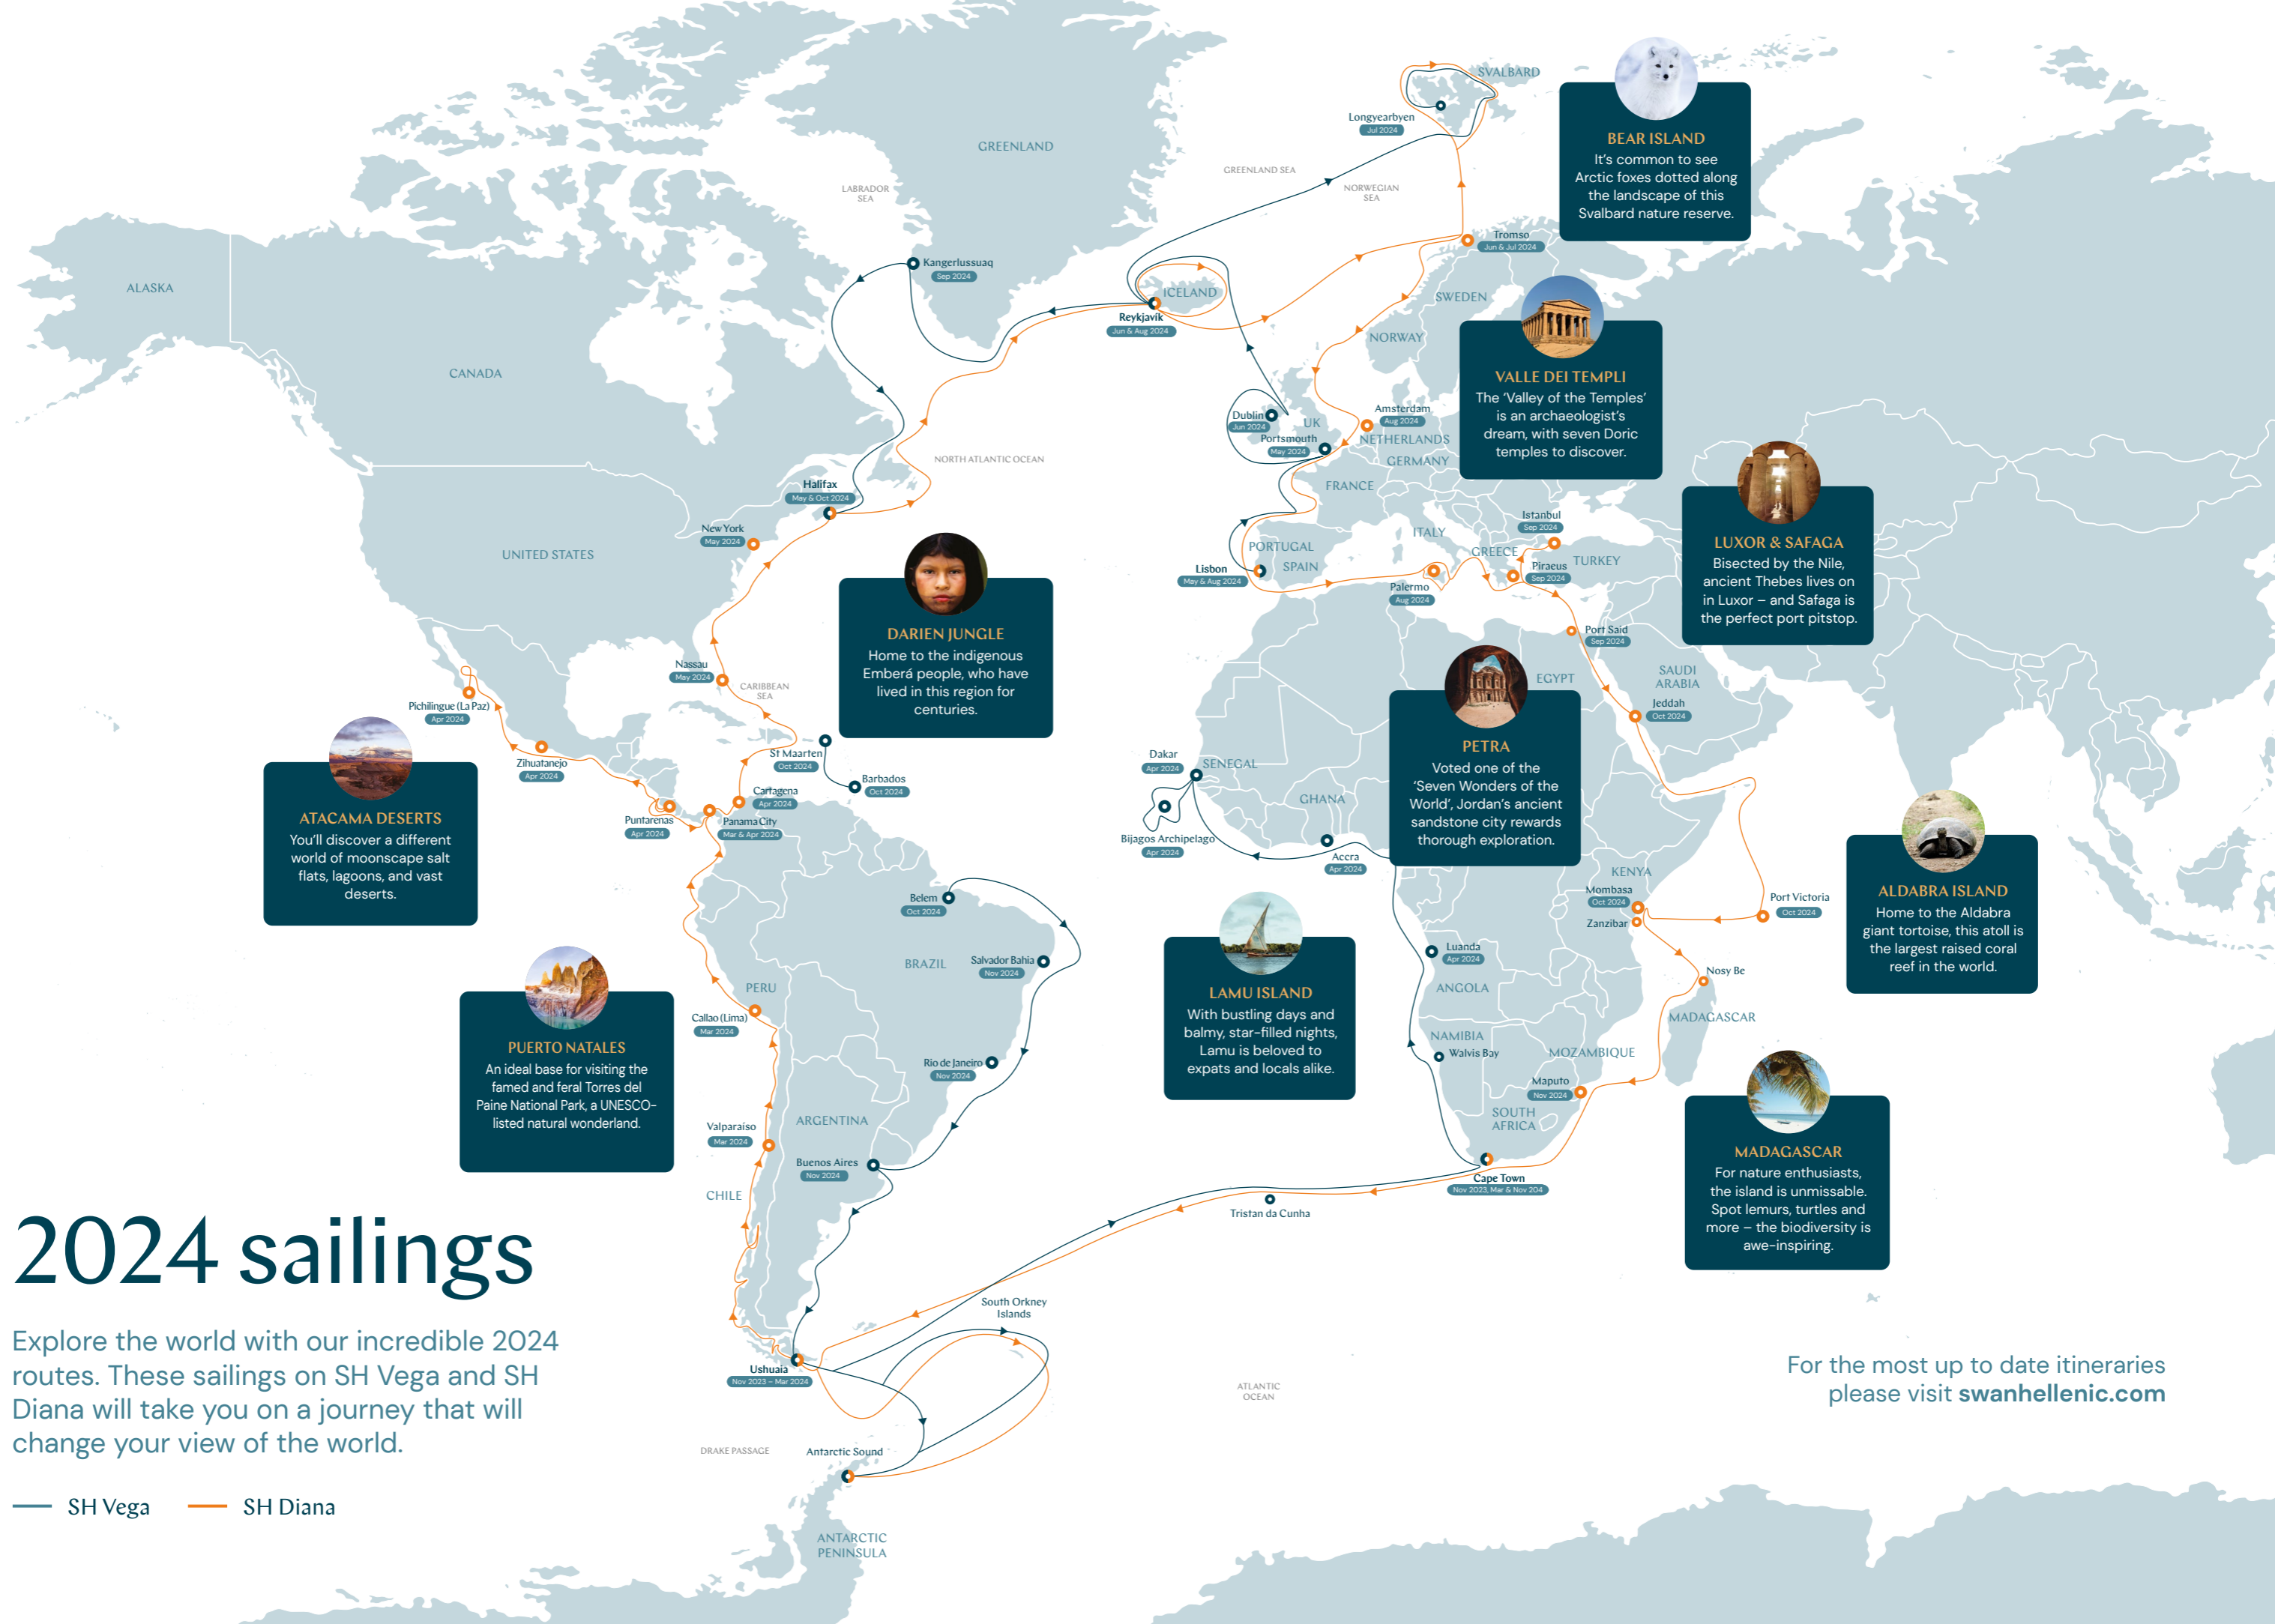 SVALBARD
Longyearbyen
Jul 2024
BEAR ISLAND
It's common to see
Arctic foxes dotted along
the landscape of this
Svalbard nature reserve.
GREENLAND
GREENLAND SEA
LABRADOR
SEA
NORWEGIAN
SEA
Tromso
Jun & Jul 2024
Kangerlussuaq
Sep 2024
ALASKA
ICELAND
Reykjavík
Jun & Aug 2024
SWEDEN
NORWAY
CANADA
VALLE DEI TEMPLI
The ‘Valley of the Temples’
is an archaeologist's
dream, with seven Doric
temples to discover.
Dublin
Jun 2024
UK
Amsterdam
Aug 2024
Portsmouth
May 2024
NETHERLANDS
GERMANY
NORTH ATLANTIC OCEAN
FRANCE
Halifax
May & Oct 2024
New York
May 2024
UNITED STATES
Istanbul
Sep 2024
ITALY
GREECE
TURKEY
PORTUGAL
SPAIN
Lisbon
May & Aug 2024
Piraeus
Sep 2024
Palermo
Aug 2024
LUXOR & SAFAGA
Bisected by the Nile,
ancient Thebes lives on
in Luxor – and Safaga is
the perfect port pitstop.
DARIEN JUNGLE
Home to the indigenous
Emberá people, who have
lived in this region for
centuries.
Port Said
Sep 2024
Nassau
May 2024
CARIBBEAN
SEA
EGYPT
SAUDI
ARABIA
Jeddah
Oct 2024
Pichilingue (La Paz)
Apr 2024
Zihuatanejo
Apr 2024
St Maarten
Oct 2024
Barbados
Oct 2024
Cartagena
Apr 2024
Puntarenas
Apr 2024
Panama City
Mar & Apr 2024
Dakar
Apr 2024
SENEGAL
GHANA
Bijagos Archipelago
Apr 2024
Accra
Apr 2024
PETRA
Voted one of the
‘Seven Wonders of the
World’, Jordan's ancient
sandstone city rewards
thorough exploration.
ATACAMA DESERTS
You'll discover a different
world of moonscape salt
flats, lagoons, and vast
deserts.
KENYA
Mombasa
Oct 2024
Zanzibar
Port Victoria
Oct 2024
ALDABRA ISLAND
Home to the Aldabra
giant tortoise, this atoll is
the largest raised coral
reef in the world.
Belem
Oct 2024
BRAZIL
Salvador Bahia
Nov 2024
PERU
Callao (Lima)
Mar 2024
Luanda
Apr 2024
ANGOLA
NAMIBIA
Walvis Bay
Nosy Be
MADAGASCAR
MOZAMBIQUE
LAMU ISLAND
With bustling days and
balmy, star-filled nights,
Lamu is beloved to
expats and locals alike.
PUERTO NATALES
An ideal base for visiting the
famed and feral Torres del
Paine National Park, a UNESCO-
listed natural wonderland.
Rio de Janeiro
Nov 2024
Maputo
Nov 2024
SOUTH
AFRICA
Valparaíso
Mar 2024
ARGENTINA
Buenos Aires
Nov 2024
CHILE
Cape Town
Nov 2023, Mar & Nov 204
Tristan da Cunha
MADAGASCAR
For nature enthusiasts,
the island is unmissable.
Spot lemurs, turtles and
more – the biodiversity is
awe-inspiring.
2024 sailings
Explore the world with our incredible 2024
routes. These sailings on SH Vega and SH
Diana will take you on a journey that will
change your view of the world.
SH Vega
SH Diana
South Orkney
Islands
Ushuaia
Nov 2023 – Mar 2024
ATLANTIC
OCEAN
DRAKE PASSAGE
Antarctic Sound
ANTARCTIC
PENINSULA
For the most up to date itineraries
please visit swanhellenic.com